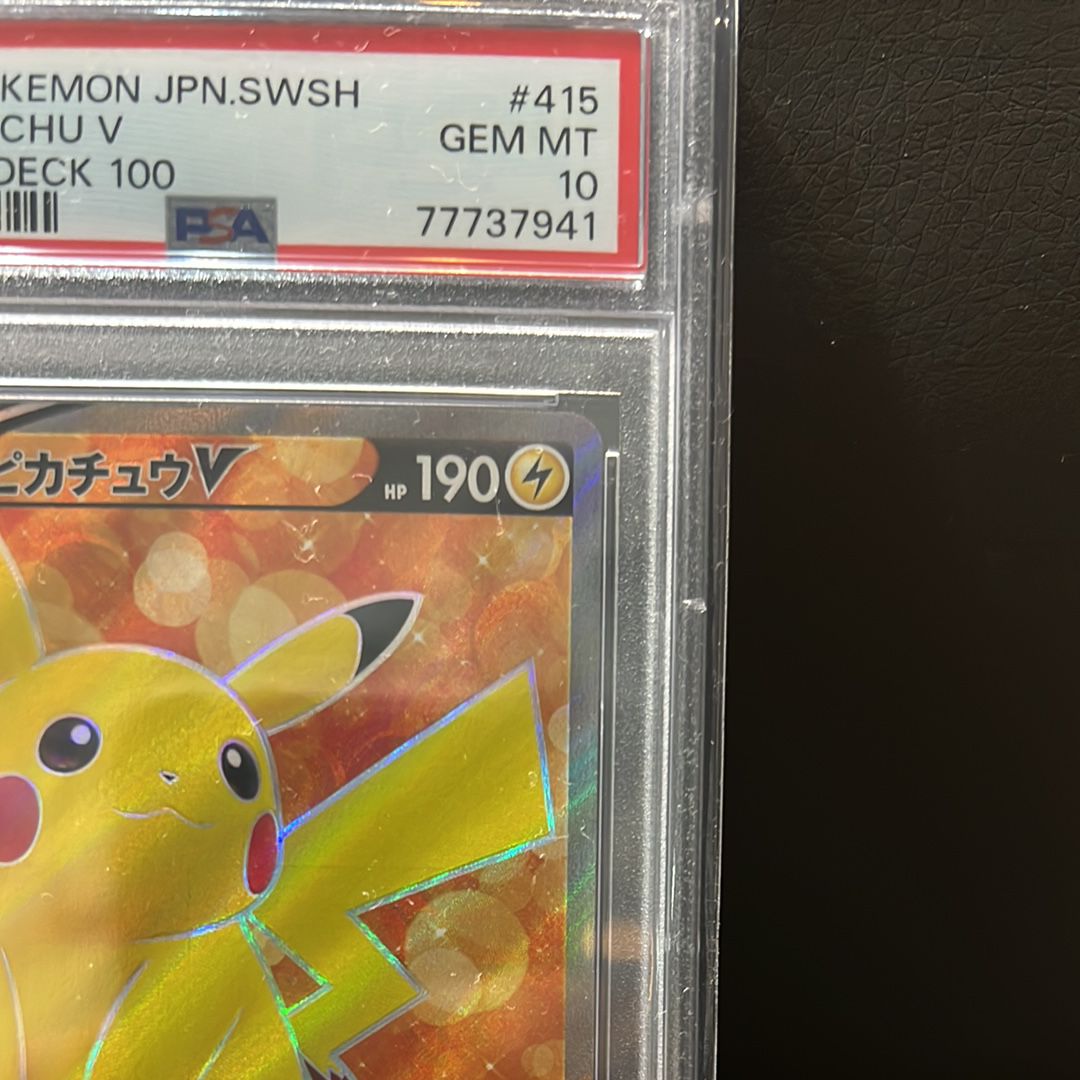 KEMON JPN.SWSH #415
CHU V GEM MT
DECK 100 10
PSA 77737941
ピカチュウV HP 190